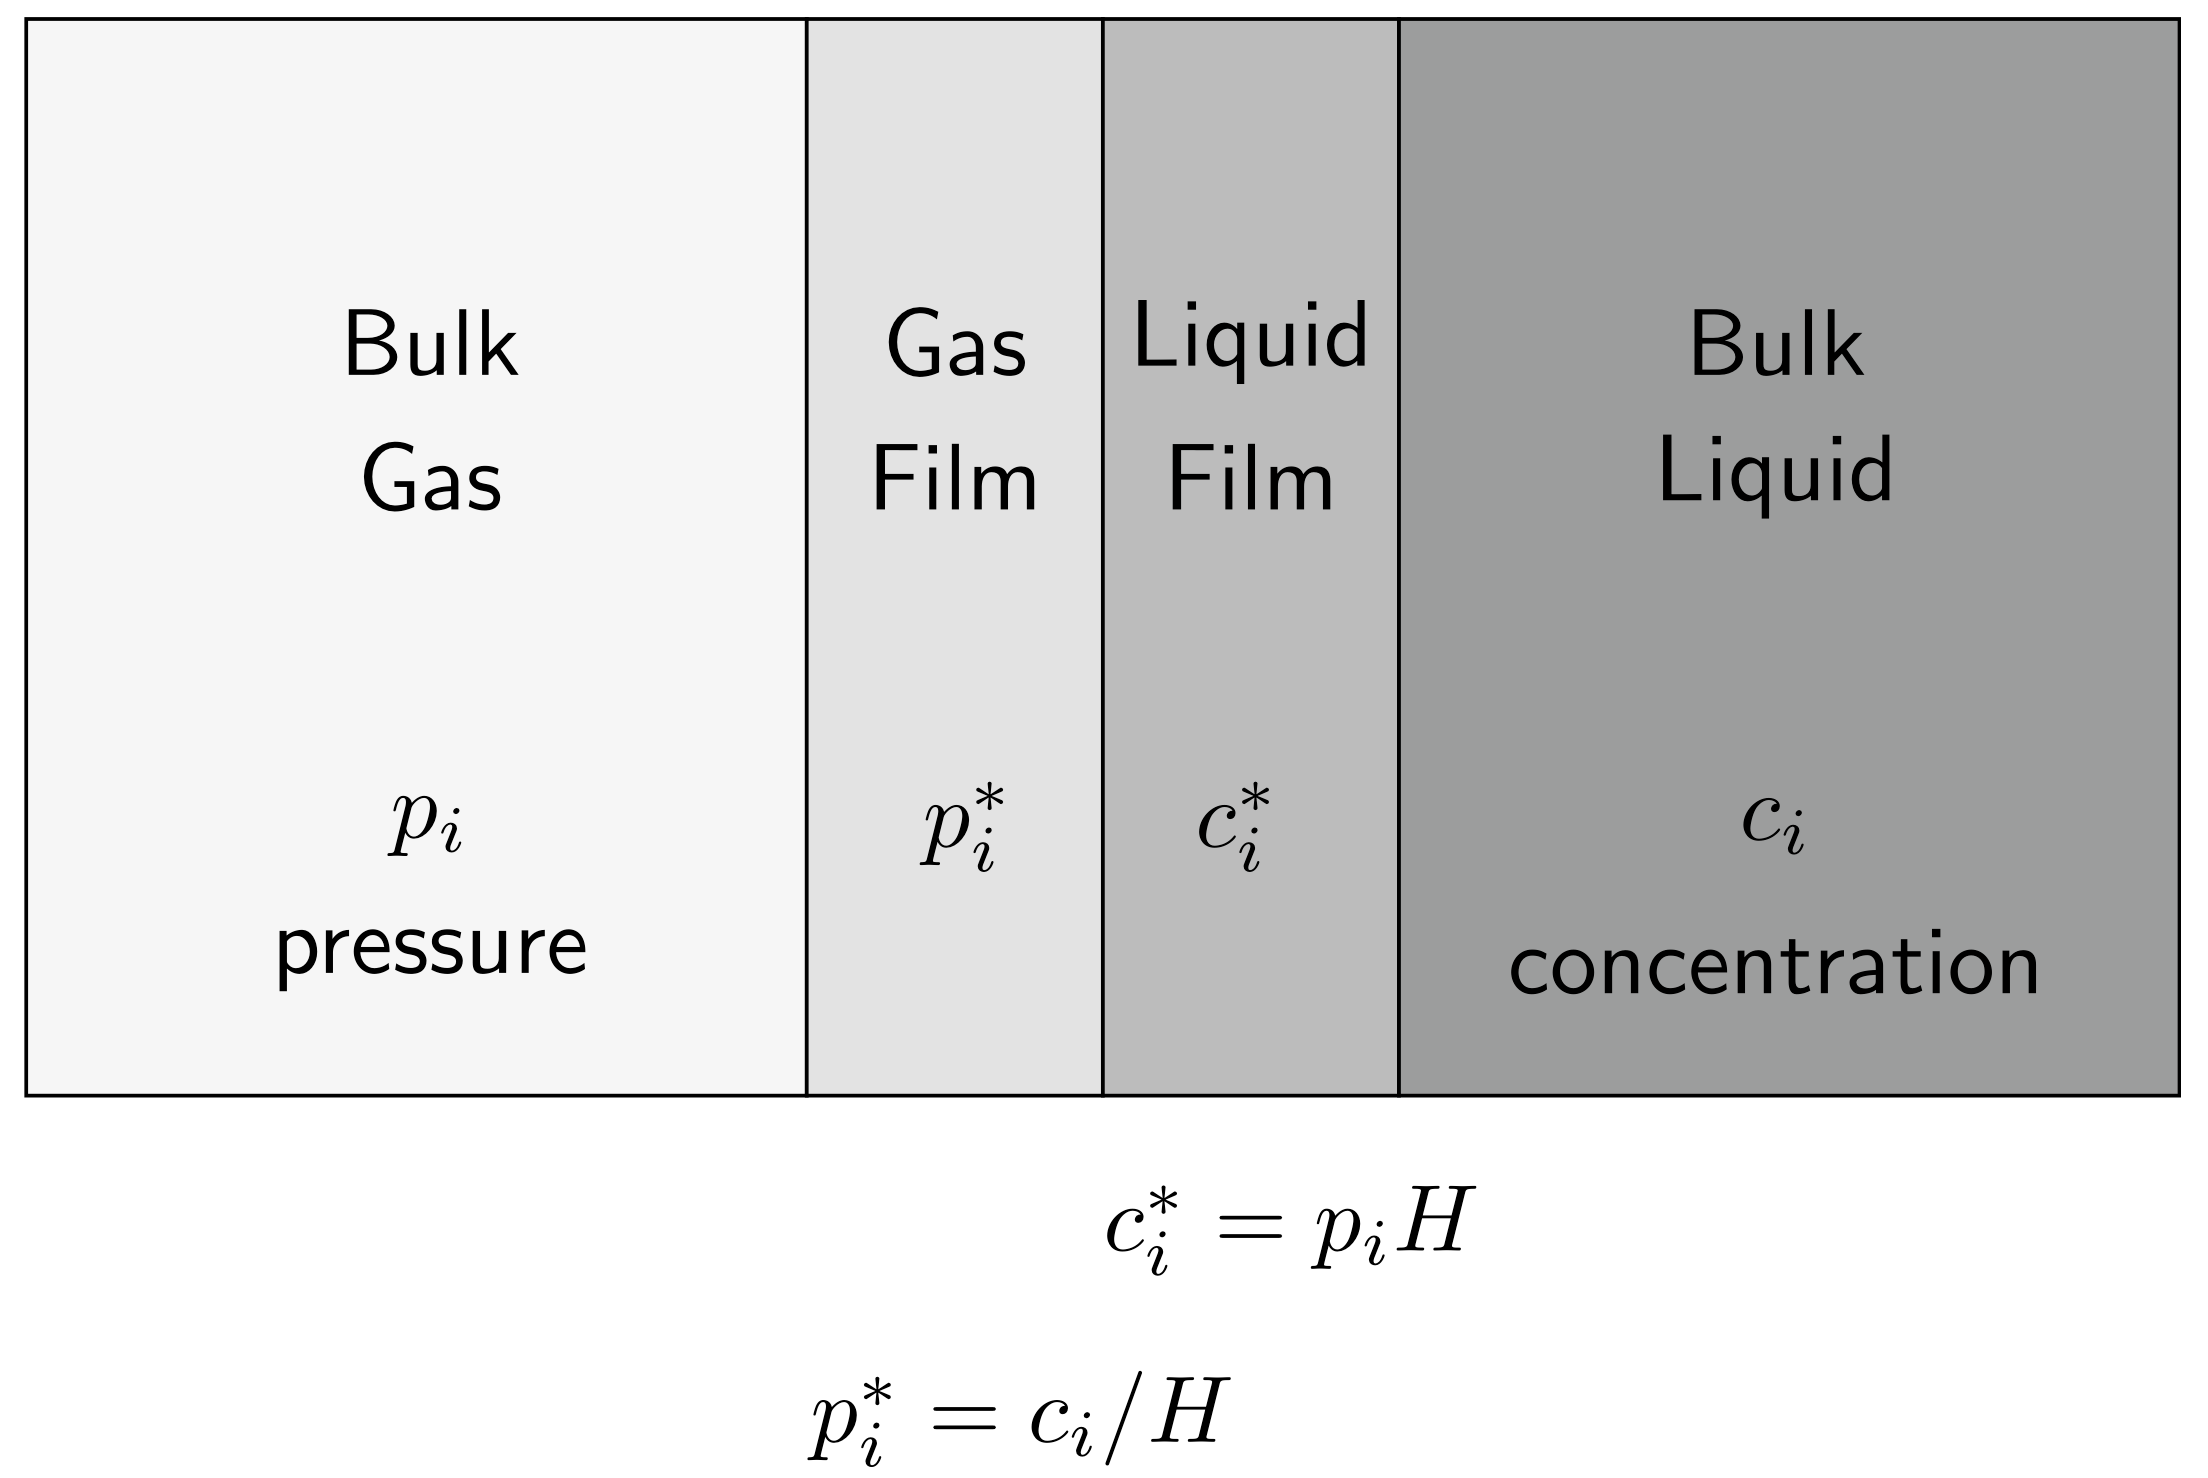 Bulk
Gas
Gas
Film
Liquid
Film
Bulk
Liquid
$p_i$
pressure
$p_i^*$
$c_i^*$
$c_i$
concentration
$c_i^* = p_i H$
$p_i^* = c_i / H$